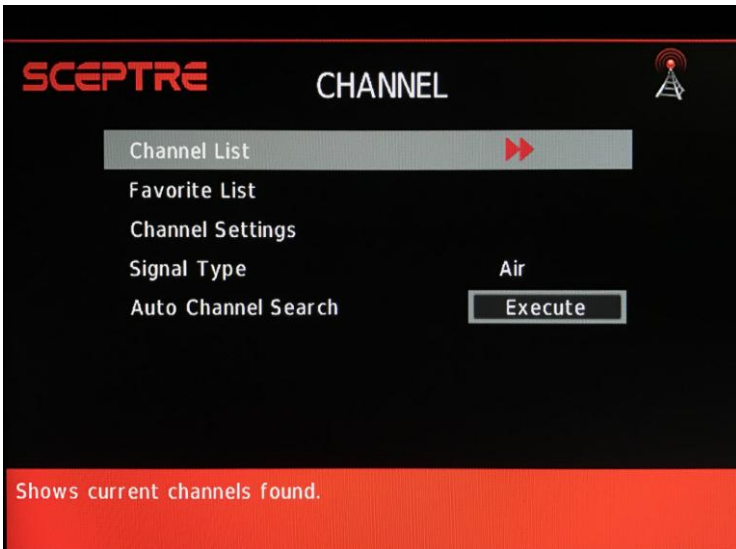 SCEPTRE CHANNEL
Channel List
Favorite List
Channel Settings
Signal Type Air
Auto Channel Search Execute
Shows current channels found.